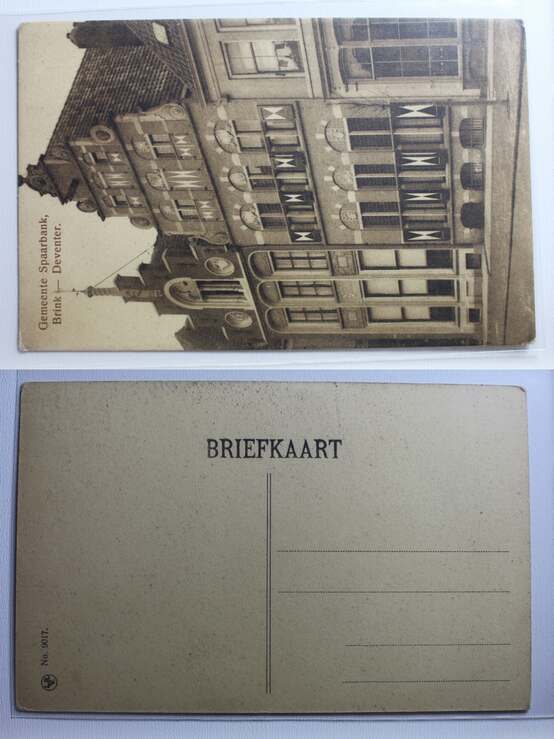 Gemeente Spaarbank,
Brink — Deventer.
BRIEFKAART
No. 9017.